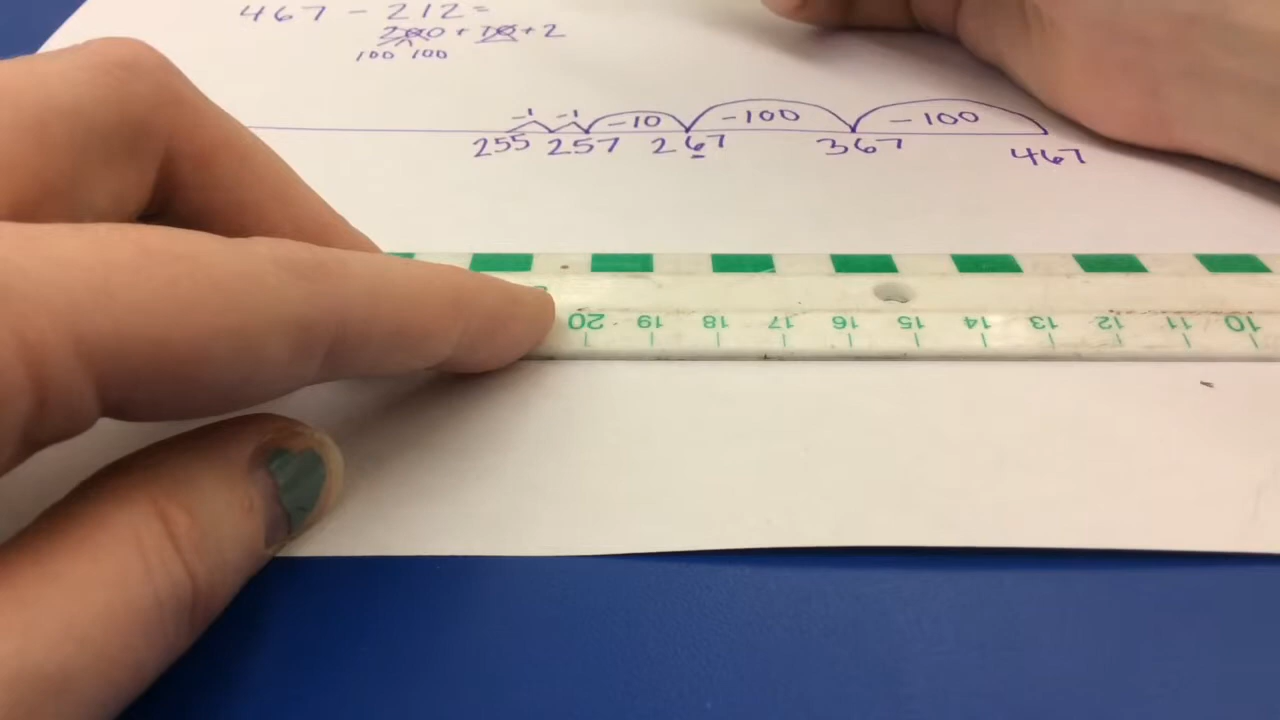 467 - 212 =
200 + 10 + 2
100 100
-1 -1 -10 -100 -100
255 257 267 367 467
20 19 18 17 16 15 14 13 12 11 10